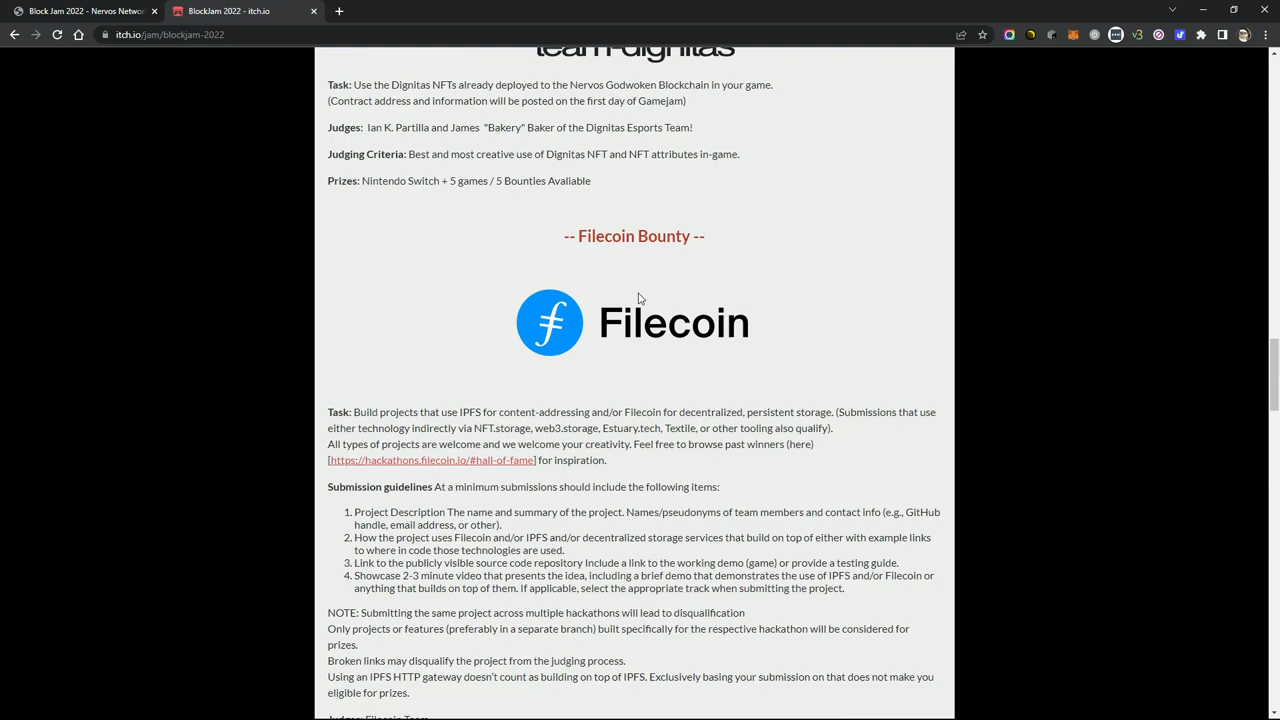 Block Jam 2022 - Nervos Netwo
BlockJam 2022 - itch.io
itch.io/jam/blockjam-2022
team-dignitas
Task: Use the Dignitas NFTs already deployed to the Nervos Godwoken Blockchain in your game.
(Contract address and information will be posted on the first day of Gamejam)
Judges: Ian K. Partilla and James "Bakery" Baker of the Dignitas Esports Team!
Judging Criteria: Best and most creative use of Dignitas NFT and NFT attributes in-game.
Prizes: Nintendo Switch + 5 games / 5 Bounties Avaliable
-- Filecoin Bounty --
Filecoin
Task: Build projects that use IPFS for content-addressing and/or Filecoin for decentralized, persistent storage. (Submissions that use
either technology indirectly via NFT.storage, web3.storage, Estuary.tech, Textile, or other tooling also qualify).
All types of projects are welcome and we welcome your creativity. Feel free to browse past winners (here)
[https://hackathons.filecoin.io/#hall-of-fame] for inspiration.
Submission guidelines At a minimum submissions should include the following items:
1. Project Description The name and summary of the project. Names/pseudonyms of team members and contact info (e.g., GitHub
handle, email address, or other).
2. How the project uses Filecoin and/or IPFS and/or decentralized storage services that build on top of either with example links
to where in code those technologies are used.
3. Link to the publicly visible source code repository Include a link to the working demo (game) or provide a testing guide.
4. Showcase 2-3 minute video that presents the idea, including a brief demo that demonstrates the use of IPFS and/or Filecoin or
anything that builds on top of them. If applicable, select the appropriate track when submitting the project.
NOTE: Submitting the same project across multiple hackathons will lead to disqualification
Only projects or features (preferably in a separate branch) built specifically for the respective hackathon will be considered for
prizes.
Broken links may disqualify the project from the judging process.
Using an IPFS HTTP gateway doesn't count as building on top of IPFS. Exclusively basing your submission on that does not make you
eligible for prizes.
Judges: Filecoin Team